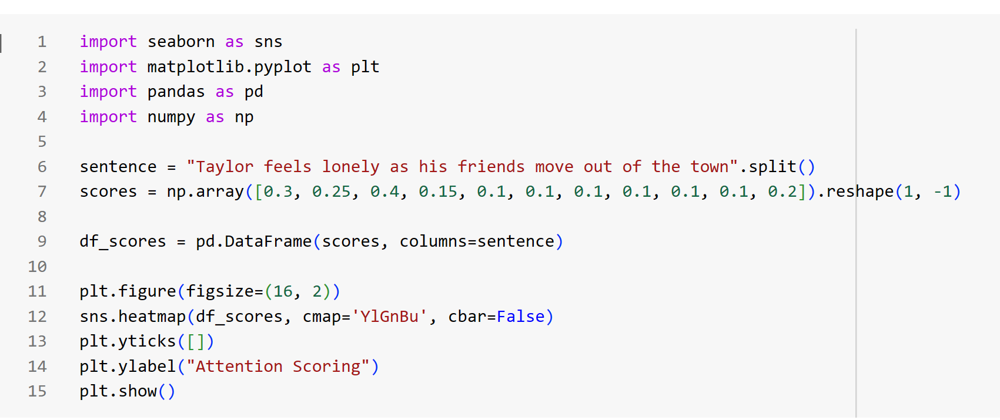 1 import seaborn as sns
2 import matplotlib.pyplot as plt
3 import pandas as pd
4 import numpy as np
5
6 sentence = "Taylor feels lonely as his friends move out of the town".split()
7 scores = np.array([0.3, 0.25, 0.4, 0.15, 0.1, 0.1, 0.1, 0.1, 0.1, 0.1, 0.2]).reshape(1, -1)
8
9 df_scores = pd.DataFrame(scores, columns=sentence)
10
11 plt.figure(figsize=(16, 2))
12 sns.heatmap(df_scores, cmap='YlGnBu', cbar=False)
13 plt.yticks([])
14 plt.ylabel("Attention Scoring")
15 plt.show()